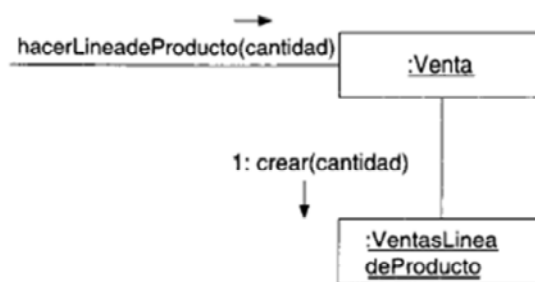 hacerLineadeProducto(cantidad)
:Venta
1: crear(cantidad)
:VentasLinea
deProducto